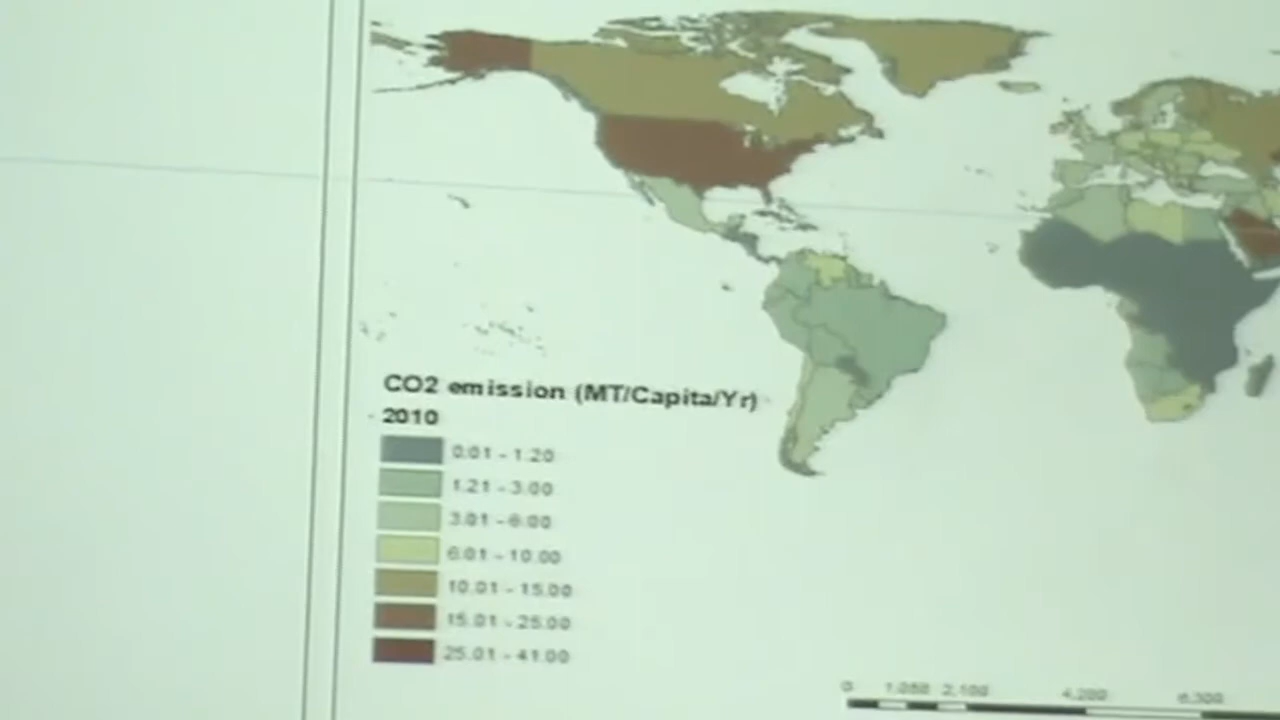 CO2 emission (MT/Capita/Yr)
2010
0.01 - 1.20
1.21 - 3.00
3.01 - 6.00
6.01 - 10.00
10.01 - 15.00
15.01 - 25.00
25.01 - 41.00
0 1,050 2,100 4,200 6,300